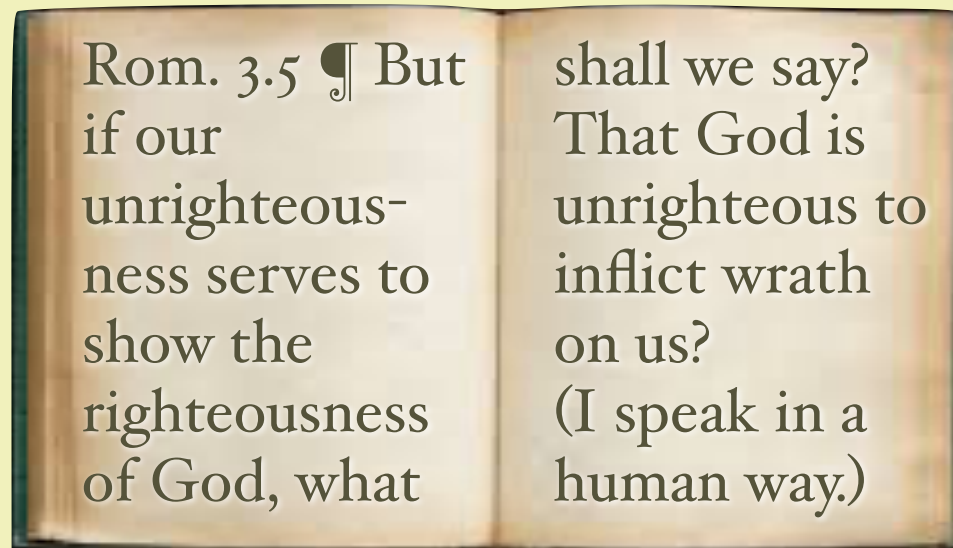 Rom. 3.5 ¶ But
if our
unrighteous-
ness serves to
show the
righteousness
of God, what
shall we say?
That God is
unrighteous to
inflict wrath
on us?
(I speak in a
human way.)